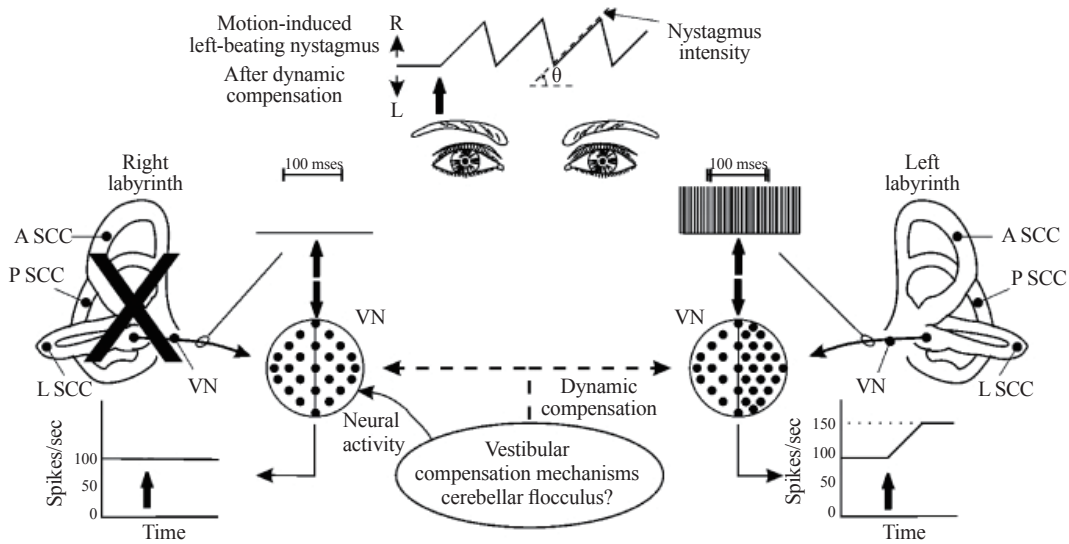 Motion-induced
left-beating nystagmus
After dynamic
compensation
R
L
θ
Nystagmus
intensity
Right
labyrinth
100 mses
100 mses
Left
labyrinth
A SCC
P SCC
L SCC
VN
VN
A SCC
P SCC
L SCC
VN
VN
Dynamic
compensation
Neural
activity
Vestibular
compensation mechanisms
cerebellar flocculus?
Spikes/sec
100
50
0
Time
Spikes/sec
150
100
50
0
Time